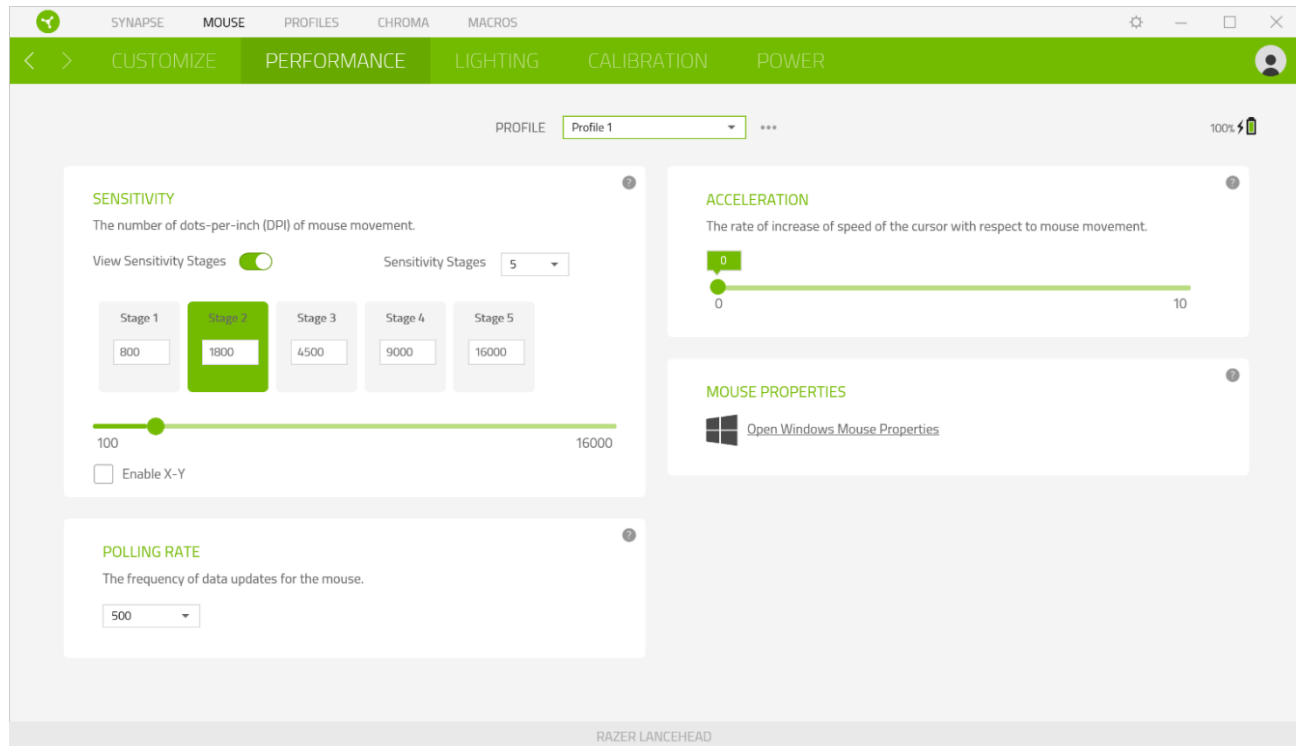 SYNAPSE MOUSE PROFILES CHROMA MACROS
CUSTOMIZE PERFORMANCE LIGHTING CALIBRATION POWER
PROFILE Profile 1
100%
SENSITIVITY
The number of dots-per-inch (DPI) of mouse movement.
View Sensitivity Stages Sensitivity Stages 5
Stage 1 Stage 2 Stage 3 Stage 4 Stage 5
800 1800 4500 9000 16000
100 16000
Enable X-Y
?
POLLING RATE
The frequency of data updates for the mouse.
500
?
ACCELERATION
The rate of increase of speed of the cursor with respect to mouse movement.
0
0 10
?
MOUSE PROPERTIES
Open Windows Mouse Properties
?
RAZER LANCEHEAD